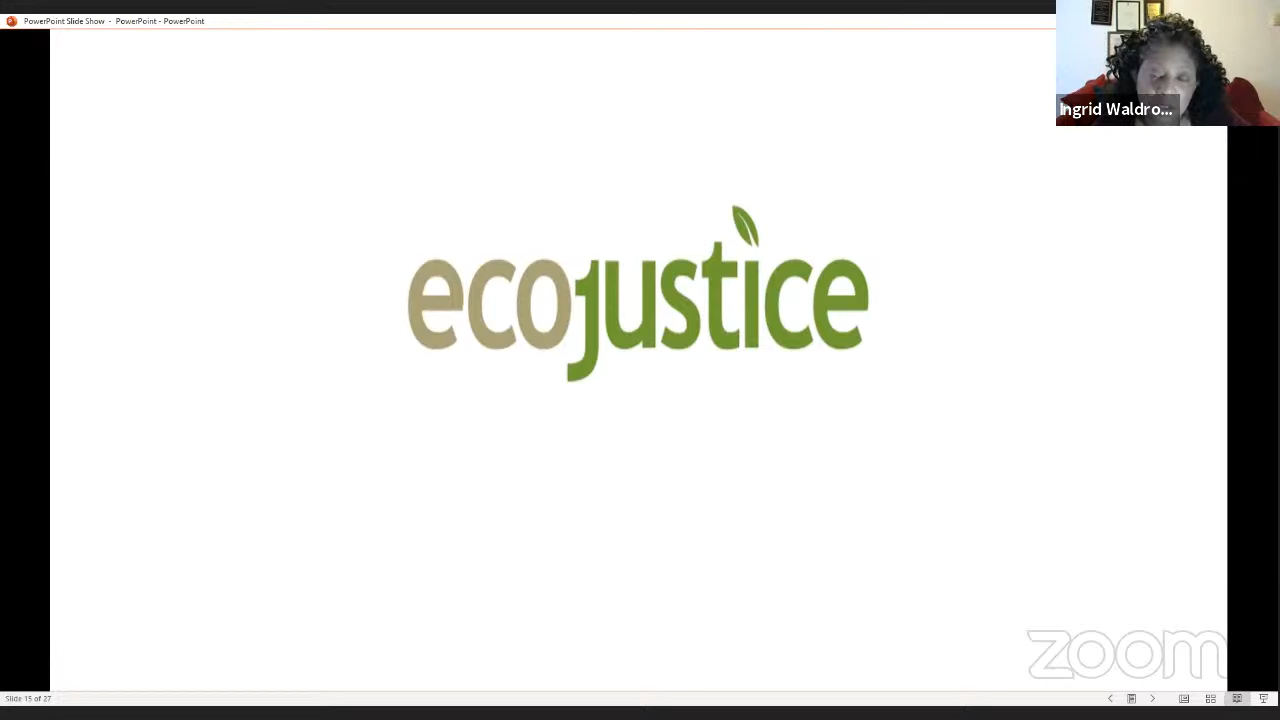 PowerPoint Slide Show - PowerPoint - PowerPoint
Ingrid Waldro...
ecojustice
zoom
Slide 15 of 27